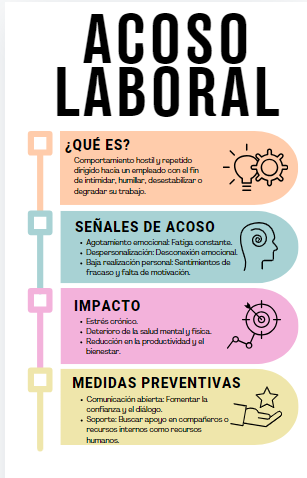 ACOSO
LABORAL
¿QUÉ ES?
Comportamiento hostil y repetido
dirigido hacia un empleado con el fin
de intimidar, humillar, desestabilizar o
degradar su trabajo.
SEÑALES DE ACOSO
• Agotamiento emocional: Fatiga constante.
• Despersonalización: Desconexión emocional.
• Baja realización personal: Sentimientos de
fracaso y falta de motivación.
IMPACTO
• Estrés crónico.
• Deterioro de la salud mental y física.
• Reducción en la productividad y el
bienestar.
MEDIDAS PREVENTIVAS
• Comunicación abierta: Fomentar la
confianza y el diálogo.
• Soporte: Buscar apoyo en compañeros o
recursos internos como recursos
humanos.